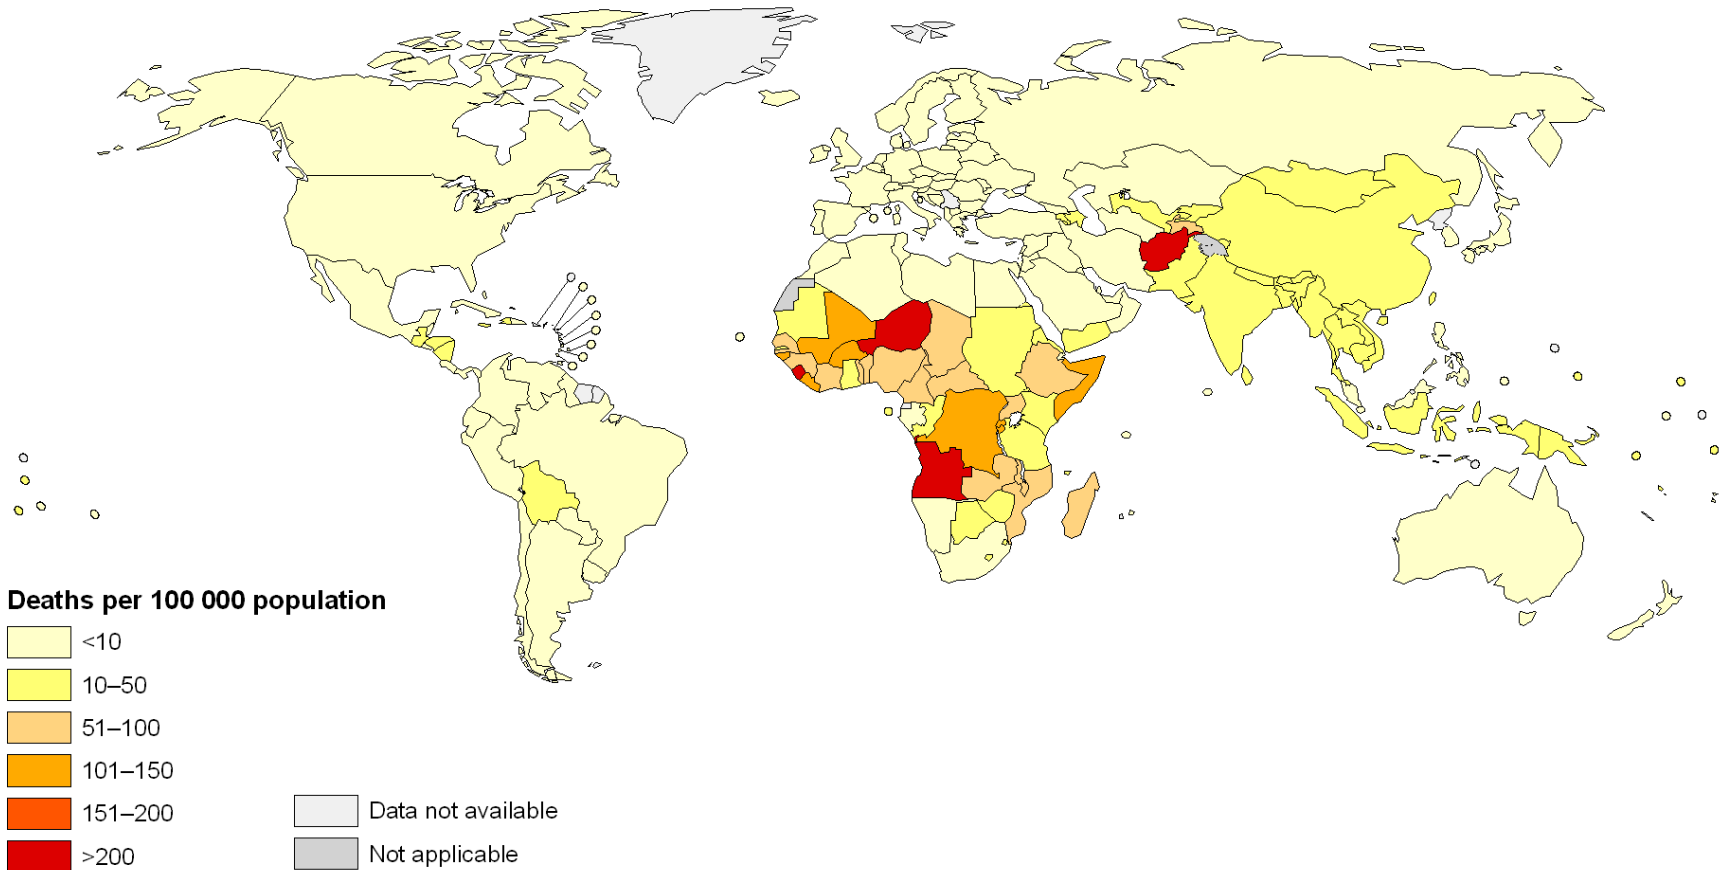 Deaths per 100 000 population
<10
10–50
51–100
101–150
151–200
>200
Data not available
Not applicable